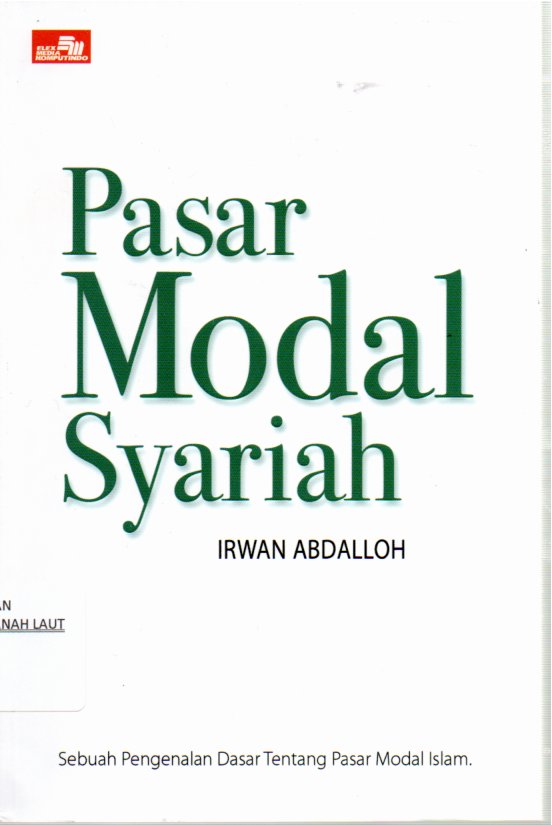 ELEX
MEDIA
KOMPUTINDO
Pasar
Modal
Syariah
IRWAN ABDALLOH
AN
ANAH LAUT
Sebuah Pengenalan Dasar Tentang Pasar Modal Islam.